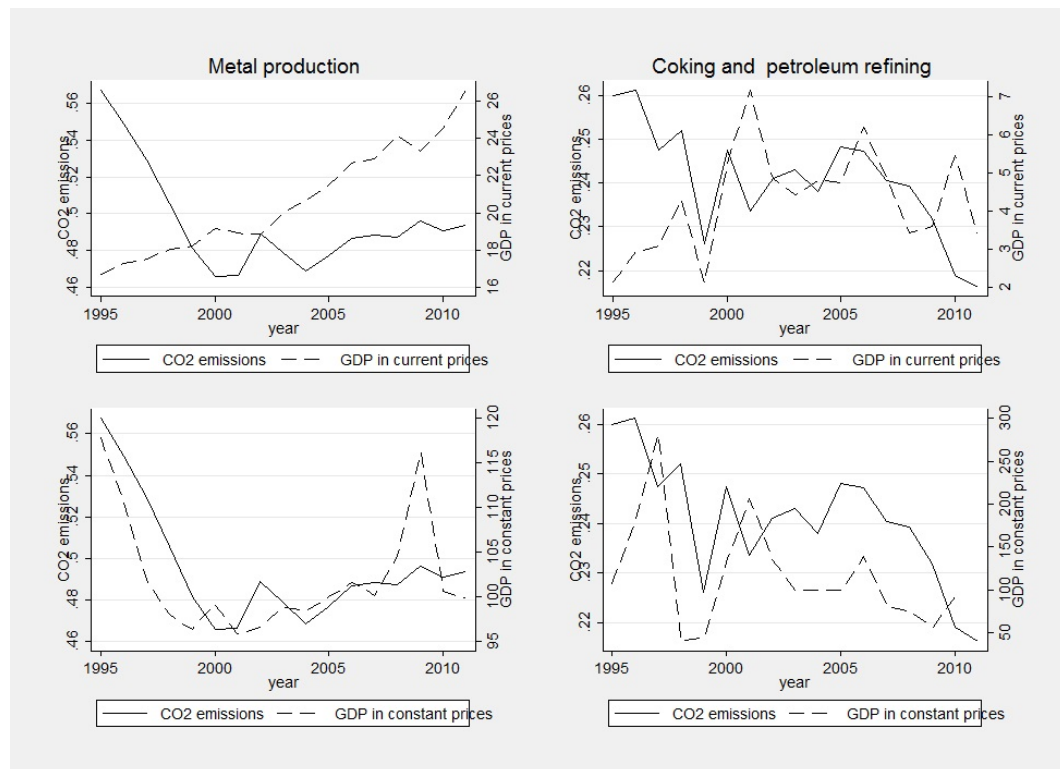 Metal production
CO2 emissions
.46 .48 .5 .52 .54 .56
GDP in current prices
16 18 20 22 24 26
1995 2000 2005 2010
year
CO2 emissions GDP in current prices
Coking and petroleum refining
CO2 emissions
.22 .23 .24 .25 .26
GDP in current prices
2 3 4 5 6 7
1995 2000 2005 2010
year
CO2 emissions GDP in current prices
CO2 emissions
.46 .48 .5 .52 .54 .56
GDP in constant prices
95 100 105 110 115 120
1995 2000 2005 2010
year
CO2 emissions GDP in constant prices
CO2 emissions
.22 .23 .24 .25 .26
GDP in constant prices
50 100 150 200 250 300
1995 2000 2005 2010
year
CO2 emissions GDP in constant prices